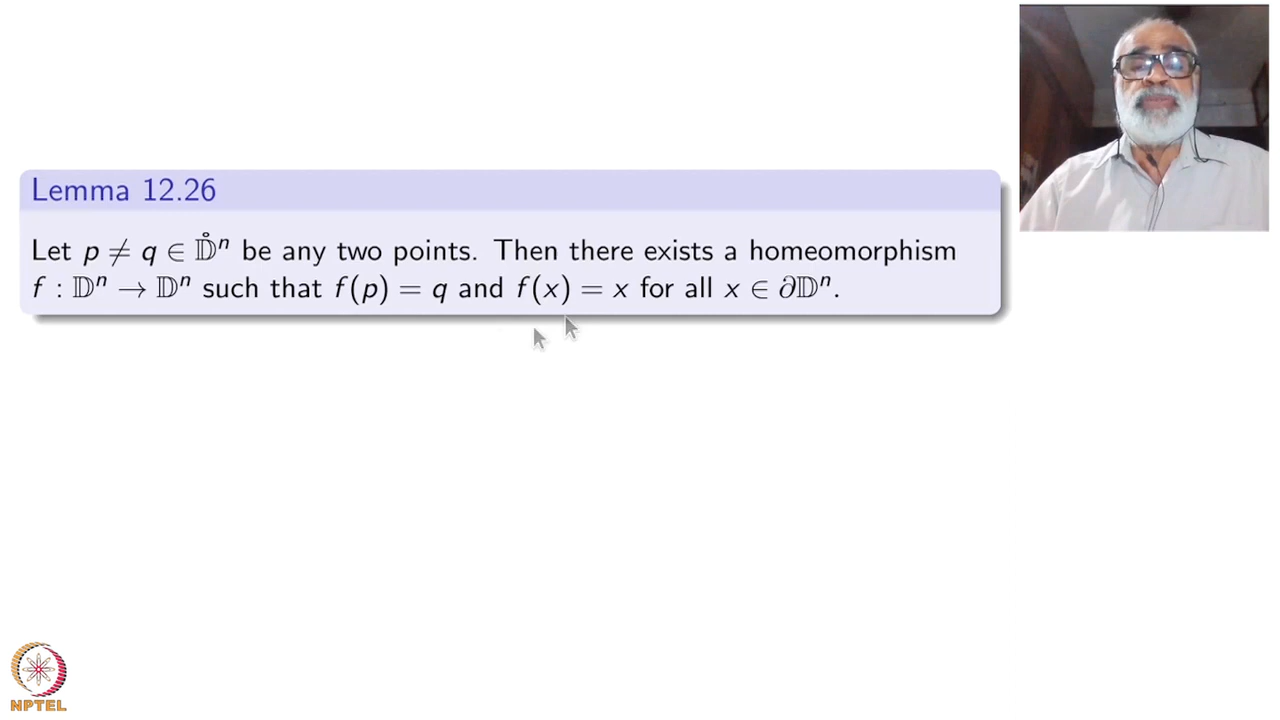 Lemma 12.26
Let p ≠ q ∈ 𝔻̊ⁿ be any two points. Then there exists a homeomorphism
f : 𝔻ⁿ → 𝔻ⁿ such that f(p) = q and f(x) = x for all x ∈ ∂𝔻ⁿ.
NPTEL